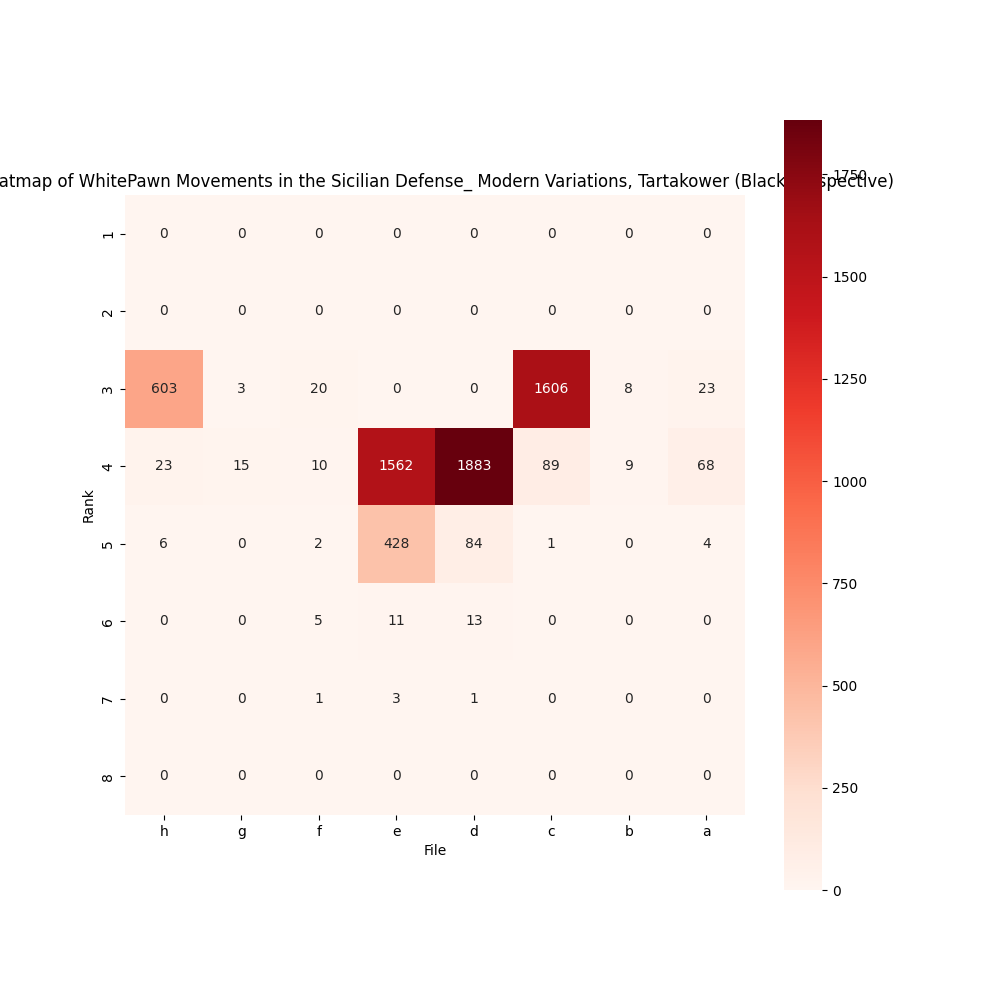 atmap of WhitePawn Movements in the Sicilian Defense_ Modern Variations, Tartakower (Black spective)
1750
1500
1250
1000
750
500
250
0
Rank
1 0 0 0 0 0 0 0 0
2 0 0 0 0 0 0 0 0
3 603 3 20 0 0 1606 8 23
4 23 15 10 1562 1883 89 9 68
5 6 0 2 428 84 1 0 4
6 0 0 5 11 13 0 0 0
7 0 0 1 3 1 0 0 0
8 0 0 0 0 0 0 0 0
h g f e d c b a
File